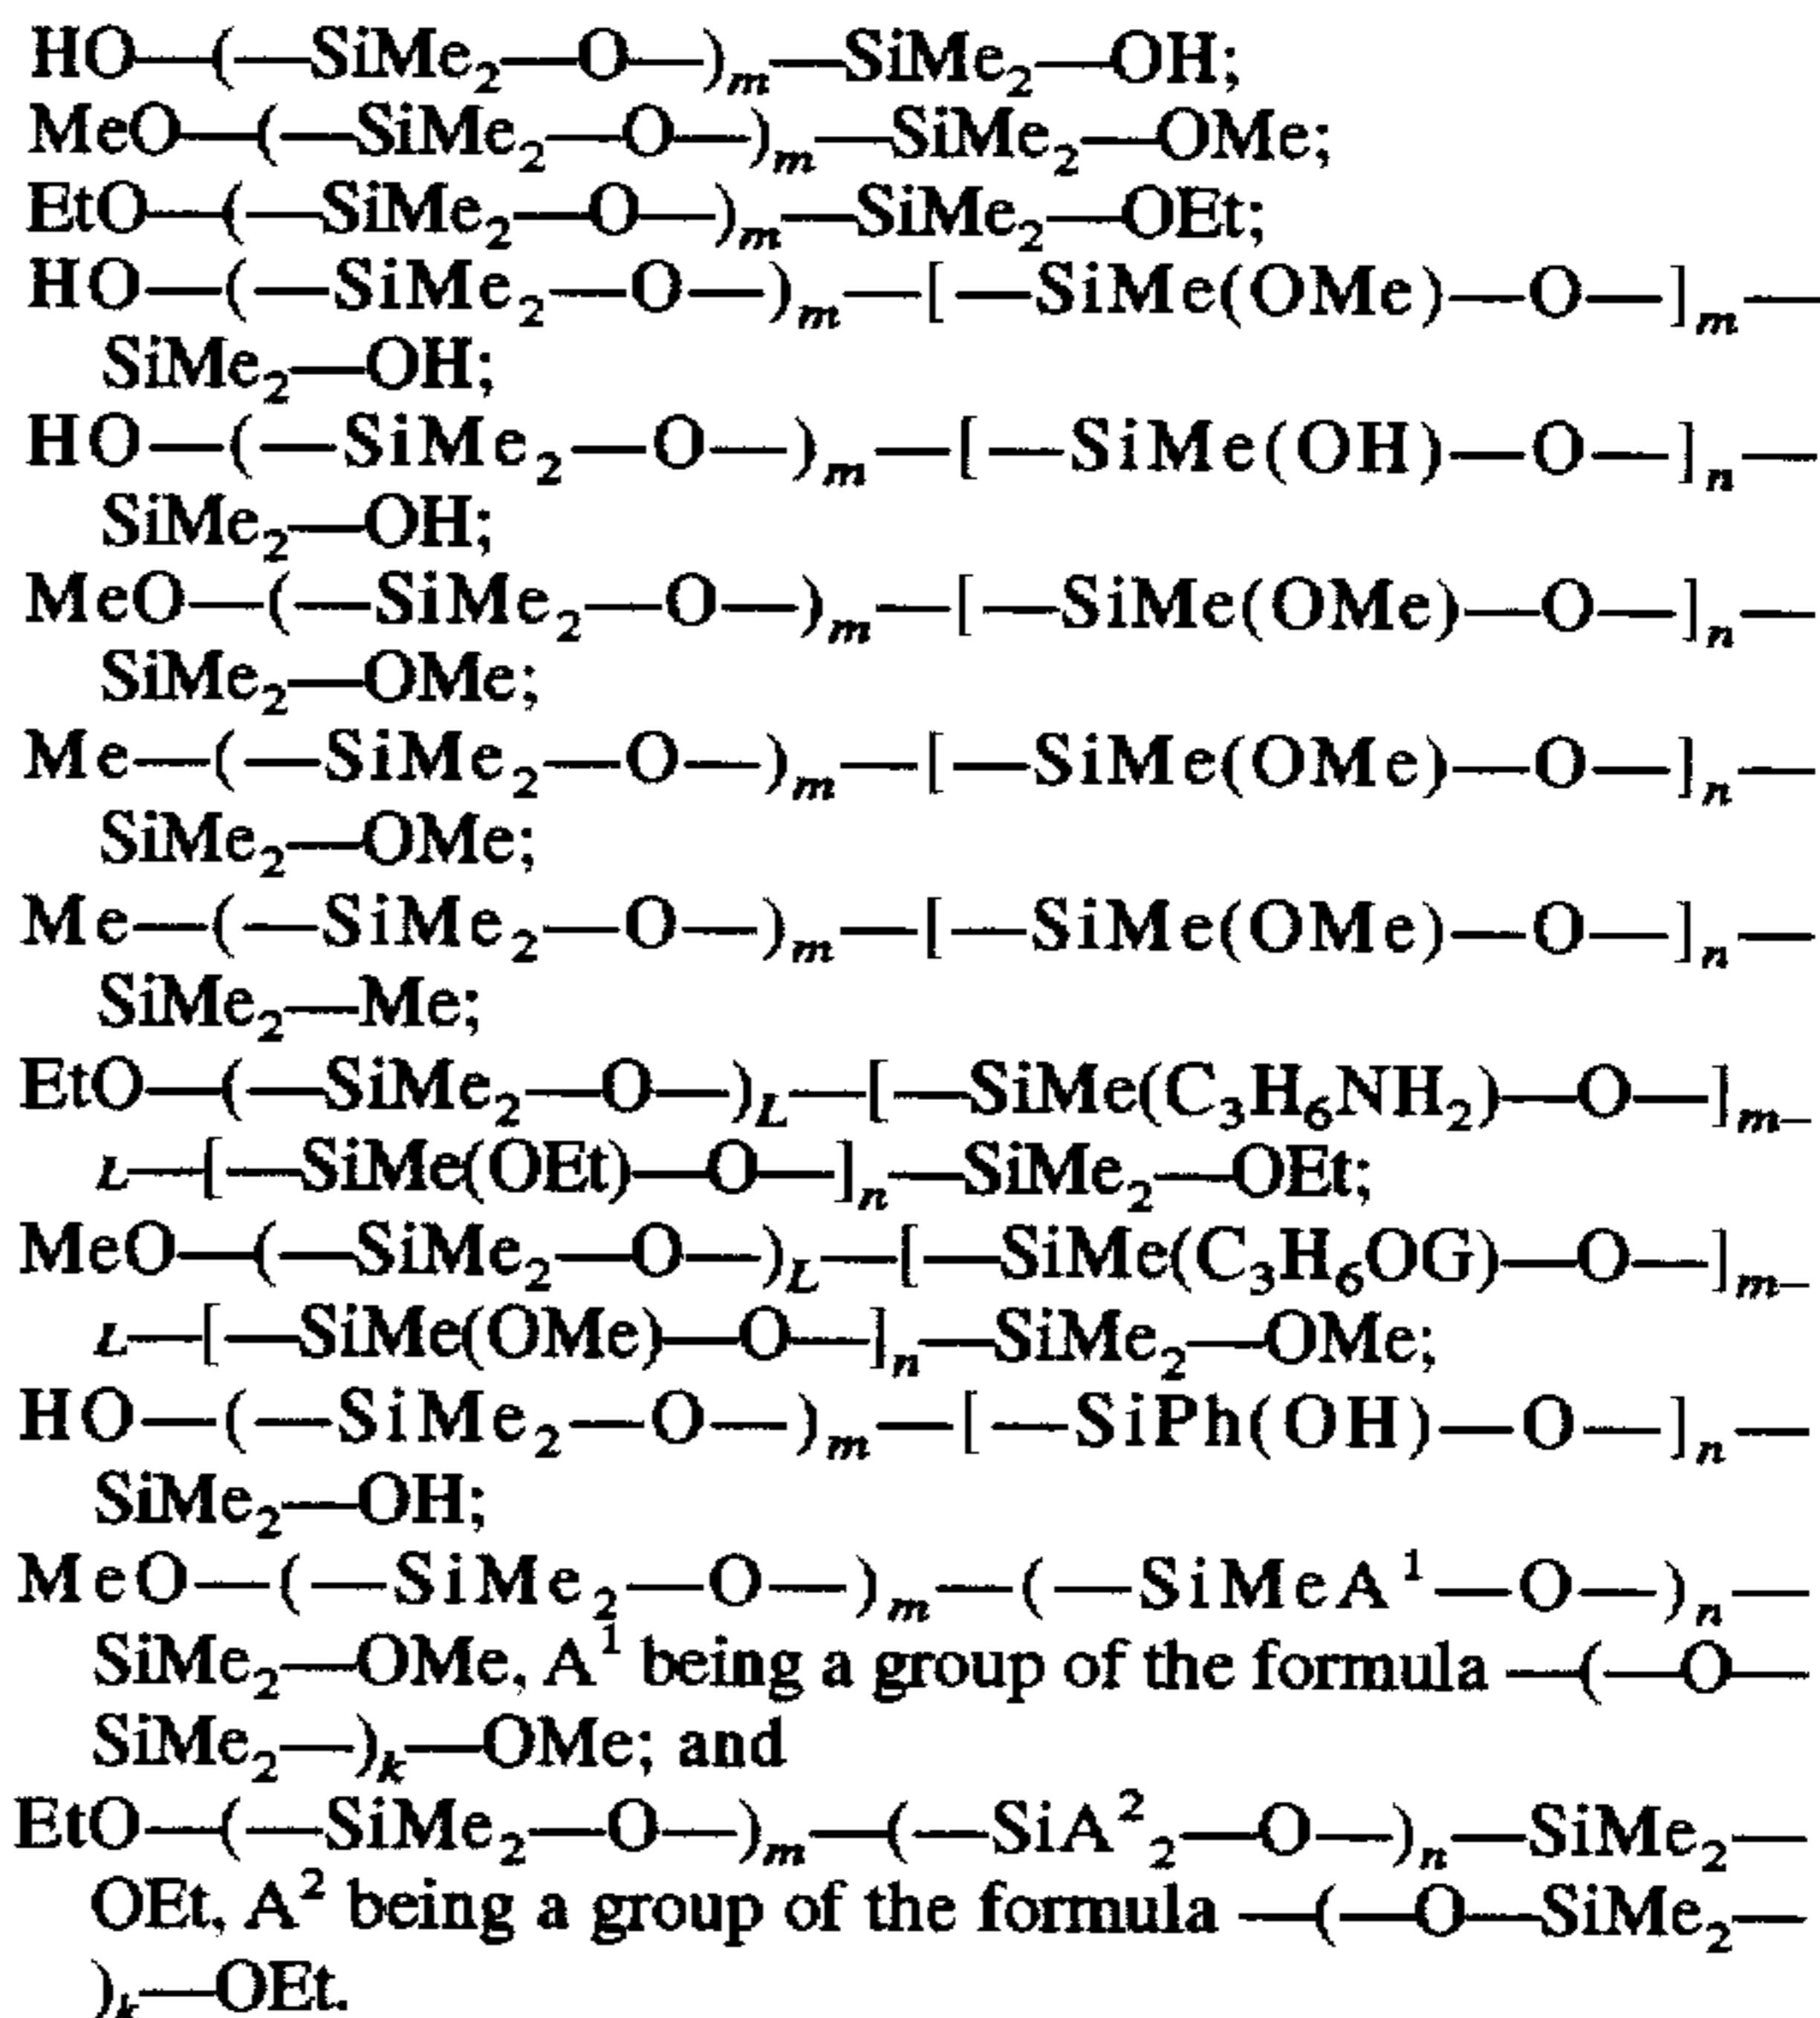 HO—(—SiMe₂—O—)ₘ—SiMe₂—OH;
MeO—(—SiMe₂—O—)ₘ—SiMe₂—OMe;
EtO—(—SiMe₂—O—)ₘ—SiMe₂—OEt;
HO—(—SiMe₂—O—)ₘ—[—SiMe(OMe)—O—]ₘ—
SiMe₂—OH;
HO—(—SiMe₂—O—)ₘ—[—SiMe(OH)—O—]ₙ—
SiMe₂—OH;
MeO—(—SiMe₂—O—)ₘ—[—SiMe(OMe)—O—]ₙ—
SiMe₂—OMe;
Me—(—SiMe₂—O—)ₘ—[—SiMe(OMe)—O—]ₙ—
SiMe₂—OMe;
Me—(—SiMe₂—O—)ₘ—[—SiMe(OMe)—O—]ₙ—
SiMe₂—Me;
EtO—(—SiMe₂—O—)L—[—SiMe(C₃H₆NH₂)—O—]ₘ₋
L—[—SiMe(OEt)—O—]ₙ—SiMe₂—OEt;
MeO—(—SiMe₂—O—)L—[—SiMe(C₃H₆OG)—O—]ₘ₋
L—[—SiMe(OMe)—O—]ₙ—SiMe₂—OMe;
HO—(—SiMe₂—O—)ₘ—[—SiPh(OH)—O—]ₙ—
SiMe₂—OH;
MeO—(—SiMe₂—O—)ₘ—(—SiMeA¹—O—)ₙ—
SiMe₂—OMe, A¹ being a group of the formula —(—O—
SiMe₂—)ₖ—OMe; and
EtO—(—SiMe₂—O—)ₘ—(—SiA²₂—O—)ₙ—SiMe₂—
OEt, A² being a group of the formula —(—O—SiMe₂—
)ₖ—OEt.